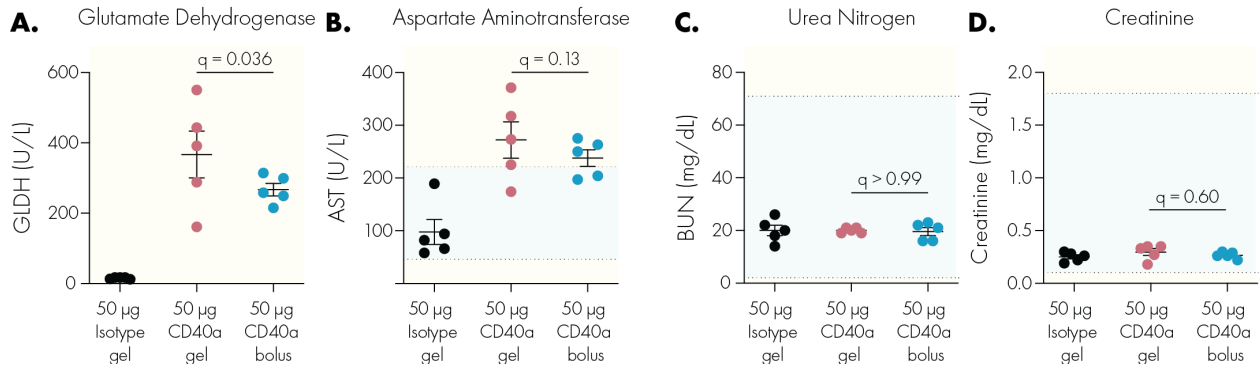 A.
Glutamate Dehydrogenase
GLDH (U/L)
600
400
200
0
q = 0.036
50 µg
Isotype
gel
50 µg
CD40a
gel
50 µg
CD40a
bolus
B.
Aspartate Aminotransferase
AST (U/L)
400
300
200
100
q = 0.13
50 µg
Isotype
gel
50 µg
CD40a
gel
50 µg
CD40a
bolus
C.
Urea Nitrogen
BUN (mg/dL)
80
60
40
20
0
q > 0.99
50 µg
Isotype
gel
50 µg
CD40a
gel
50 µg
CD40a
bolus
D.
Creatinine
Creatinine (mg/dL)
2.0
1.5
1.0
0.5
0.0
q = 0.60
50 µg
Isotype
gel
50 µg
CD40a
gel
50 µg
CD40a
bolus